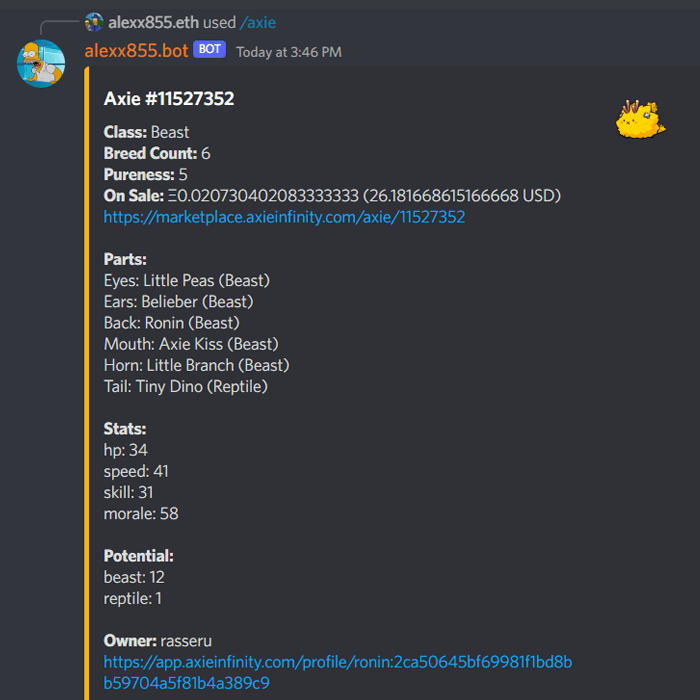 alexx855.eth used /axie
alexx855.bot BOT Today at 3:46 PM
Axie #11527352
Class: Beast
Breed Count: 6
Pureness: 5
On Sale: Ξ0.020730402083333333 (26.181668615166668 USD)
https://marketplace.axieinfinity.com/axie/11527352
Parts:
Eyes: Little Peas (Beast)
Ears: Belieber (Beast)
Back: Ronin (Beast)
Mouth: Axie Kiss (Beast)
Horn: Little Branch (Beast)
Tail: Tiny Dino (Reptile)
Stats:
hp: 34
speed: 41
skill: 31
morale: 58
Potential:
beast: 12
reptile: 1
Owner: rasseru
https://app.axieinfinity.com/profile/ronin:2ca50645bf69981f1bd8b
b59704a5f81b4a389c9